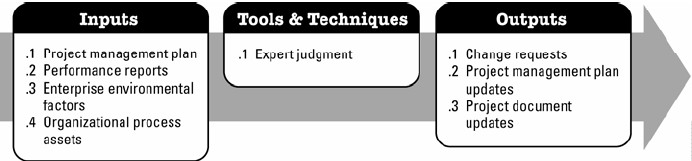 Inputs
.1 Project management plan
.2 Performance reports
.3 Enterprise environmental
factors
.4 Organizational process
assets
Tools & Techniques
.1 Expert judgment
Outputs
.1 Change requests
.2 Project management plan
updates
.3 Project document
updates